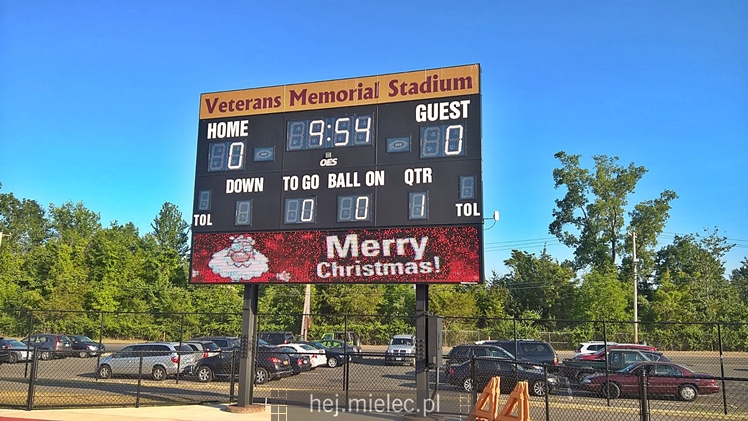 Veterans Memorial Stadium
HOME 9:54 GUEST
0 0
OES
DOWN TO GO BALL ON QTR
TOL 0 0 1 TOL
Merry
Christmas!
hej.mielec.pl